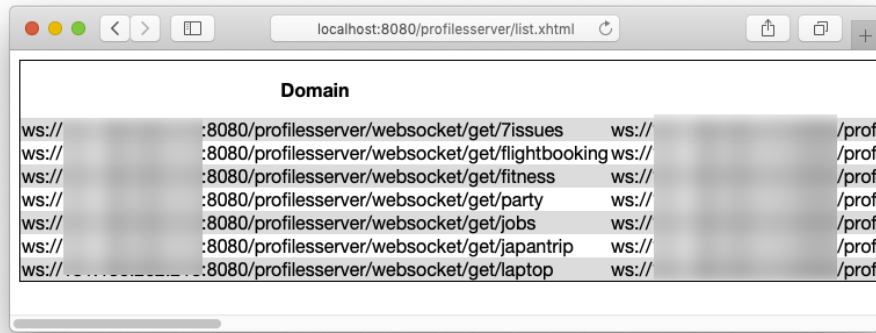 localhost:8080/profilesserver/list.xhtml
Domain
ws:// :8080/profilesserver/websocket/get/7issues ws:// /prof
ws:// :8080/profilesserver/websocket/get/flightbooking ws:// /prof
ws:// :8080/profilesserver/websocket/get/fitness ws:// /prof
ws:// :8080/profilesserver/websocket/get/party ws:// /prof
ws:// :8080/profilesserver/websocket/get/jobs ws:// /prof
ws:// :8080/profilesserver/websocket/get/japantrip ws:// /prof
ws:// :8080/profilesserver/websocket/get/laptop ws:// /prof